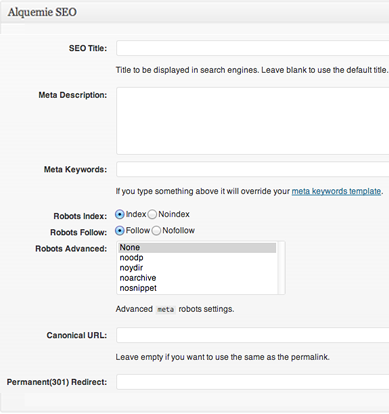 Alquemie SEO
SEO Title:
Title to be displayed in search engines. Leave blank to use the default title.
Meta Description:
Meta Keywords:
If you type something above it will override your meta keywords template.
Robots Index: Index Noindex
Robots Follow: Follow Nofollow
Robots Advanced: None
noodp
noydir
noarchive
nosnippet
Advanced meta robots settings.
Canonical URL:
Leave empty if you want to use the same as the permalink.
Permanent(301) Redirect: